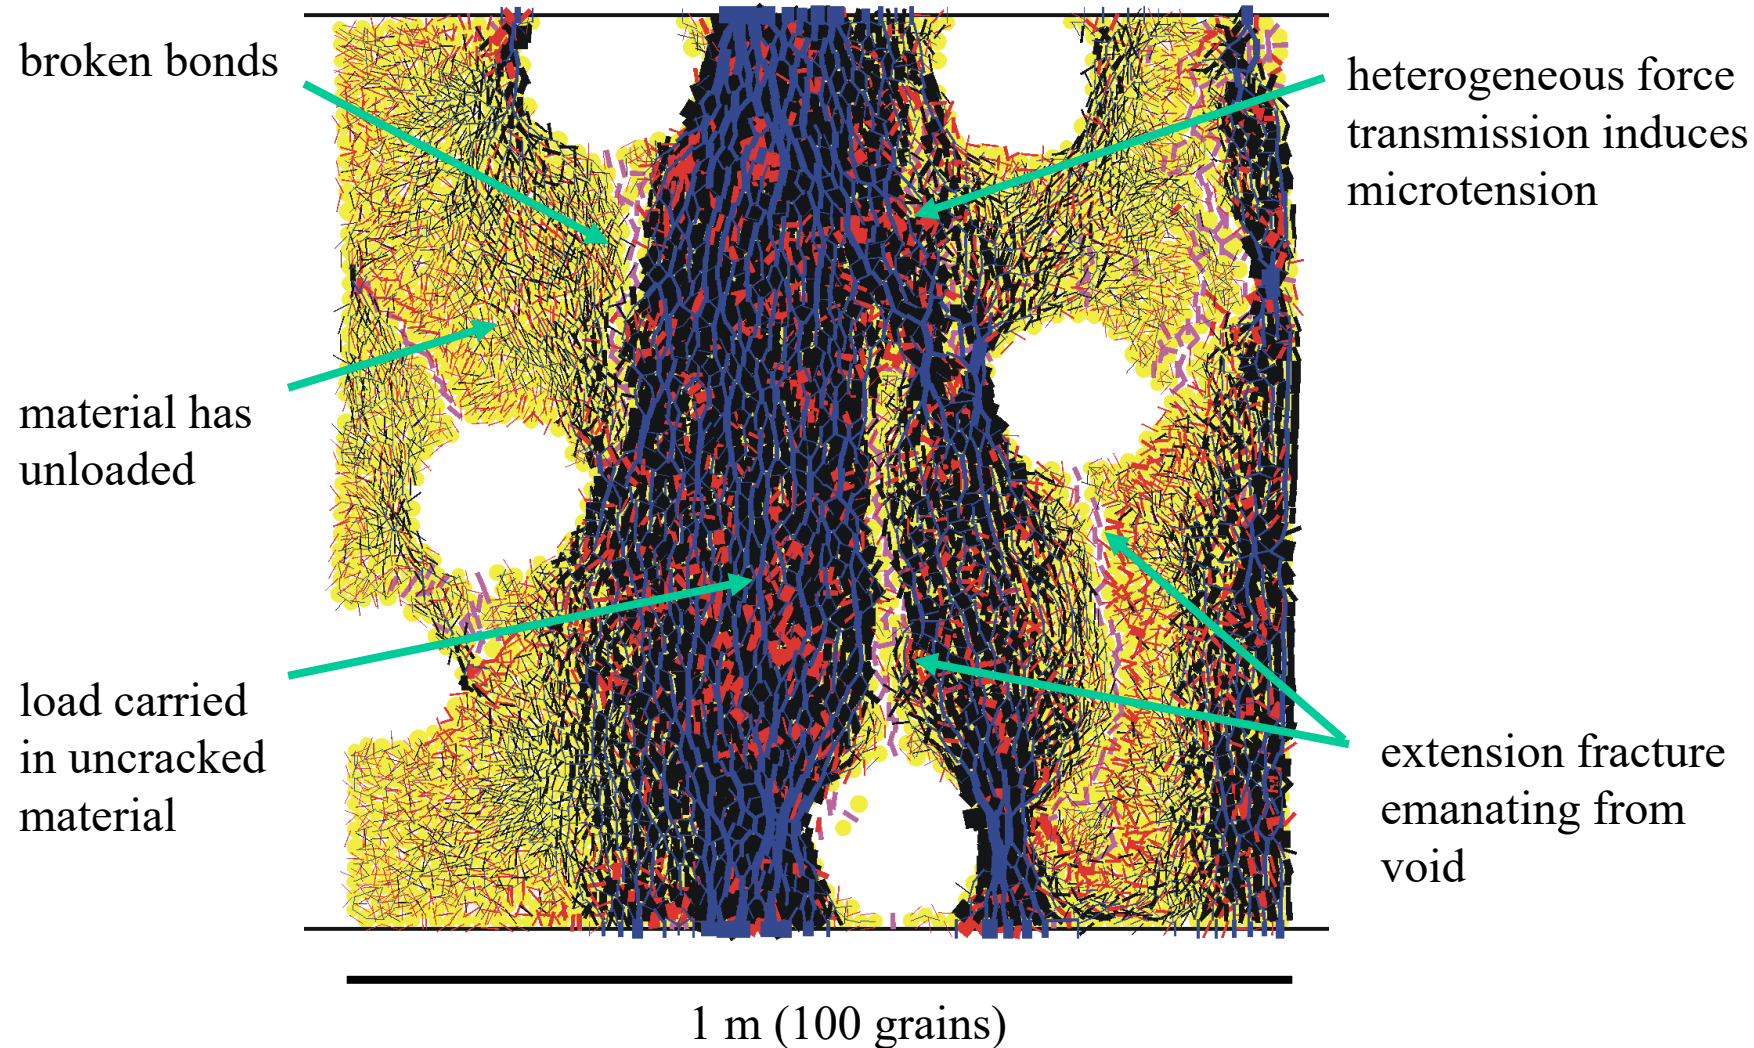 broken bonds
material has
unloaded
load carried
in uncracked
material
heterogeneous force
transmission induces
microtension
extension fracture
emanating from
void
1 m (100 grains)